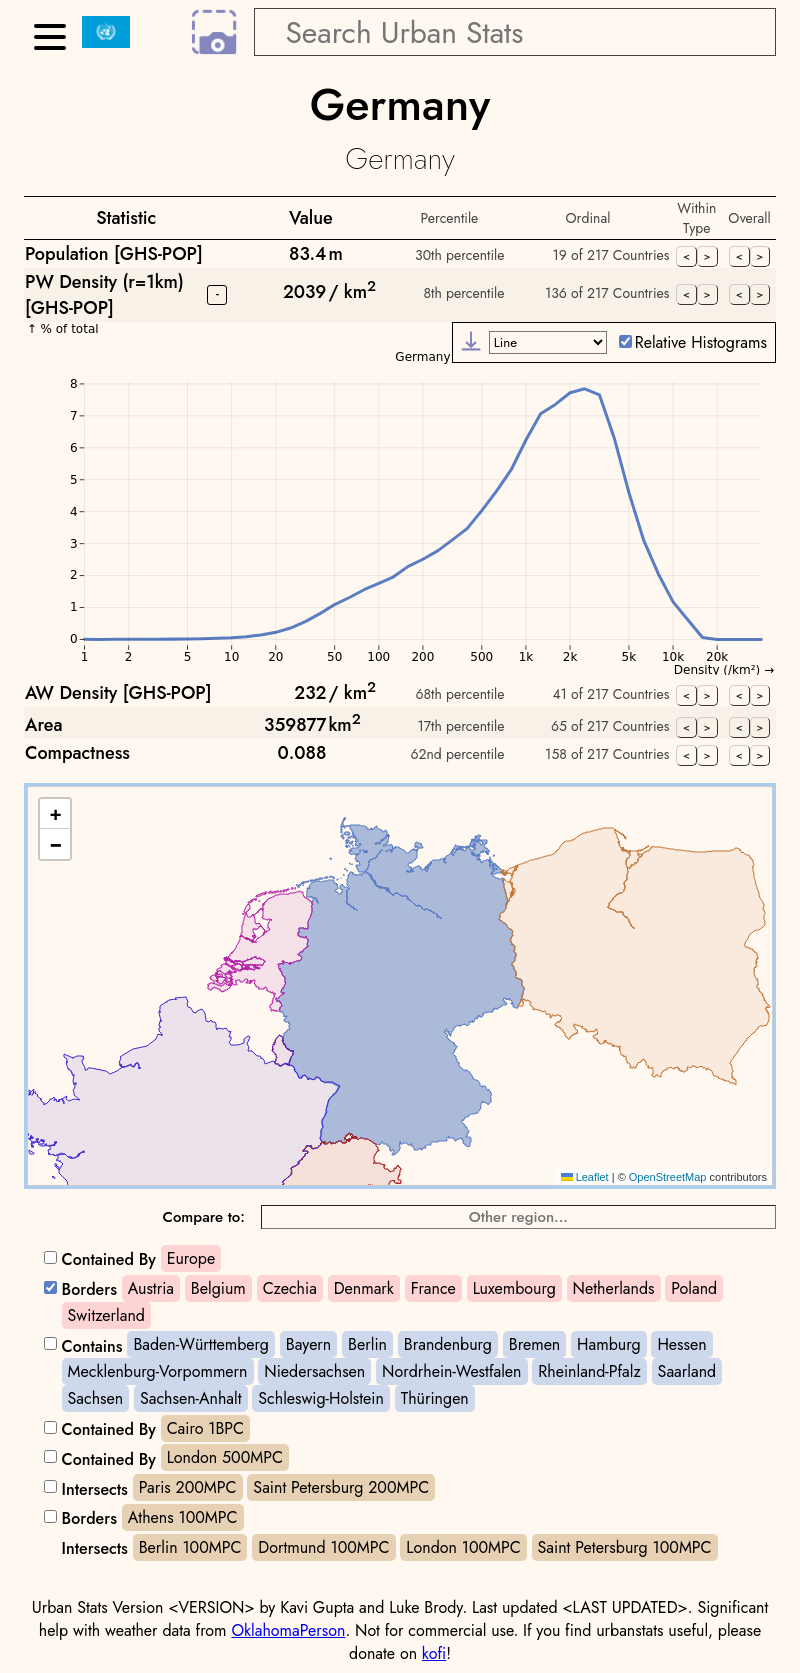 Search Urban Stats
Germany
Germany
Statistic Value Percentile Ordinal Within Type Overall
Population [GHS-POP] 83.4 m 30th percentile 19 of 217 Countries < > < >
PW Density (r=1km) [GHS-POP] - 2039 / km² 8th percentile 136 of 217 Countries < > < >
↑ % of total
Germany
Line Relative Histograms
8
7
6
5
4
3
2
1
0
1 2 5 10 20 50 100 200 500 1k 2k 5k 10k 20k
Density (/km²) →
AW Density [GHS-POP] 232 / km² 68th percentile 41 of 217 Countries < > < >
Area 359877 km² 17th percentile 65 of 217 Countries < > < >
Compactness 0.088 62nd percentile 158 of 217 Countries < > < >
+
−
Leaflet | © OpenStreetMap contributors
Compare to: Other region...
Contained By Europe
Borders Austria Belgium Czechia Denmark France Luxembourg Netherlands Poland
Switzerland
Contains Baden-Württemberg Bayern Berlin Brandenburg Bremen Hamburg Hessen
Mecklenburg-Vorpommern Niedersachsen Nordrhein-Westfalen Rheinland-Pfalz Saarland
Sachsen Sachsen-Anhalt Schleswig-Holstein Thüringen
Contained By Cairo 1BPC
Contained By London 500MPC
Intersects Paris 200MPC Saint Petersburg 200MPC
Borders Athens 100MPC
Intersects Berlin 100MPC Dortmund 100MPC London 100MPC Saint Petersburg 100MPC
Urban Stats Version <VERSION> by Kavi Gupta and Luke Brody. Last updated <LAST UPDATED>. Significant
help with weather data from OklahomaPerson. Not for commercial use. If you find urbanstats useful, please
donate on kofi!